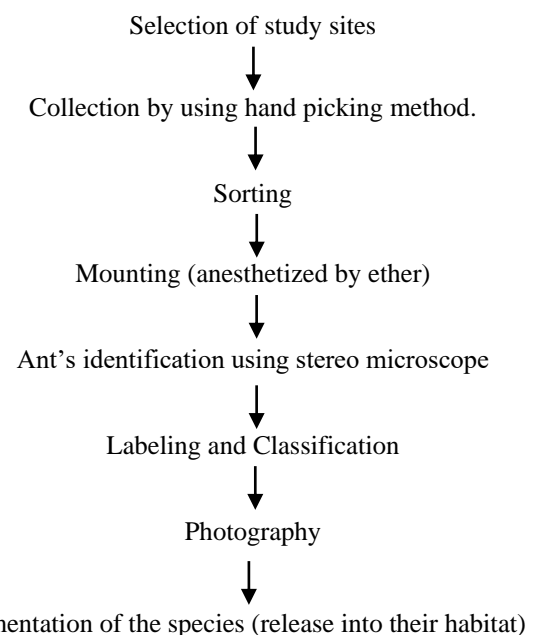 Selection of study sites
Collection by using hand picking method.
Sorting
Mounting (anesthetized by ether)
Ant's identification using stereo microscope
Labeling and Classification
Photography
of the species (release into their habitat)